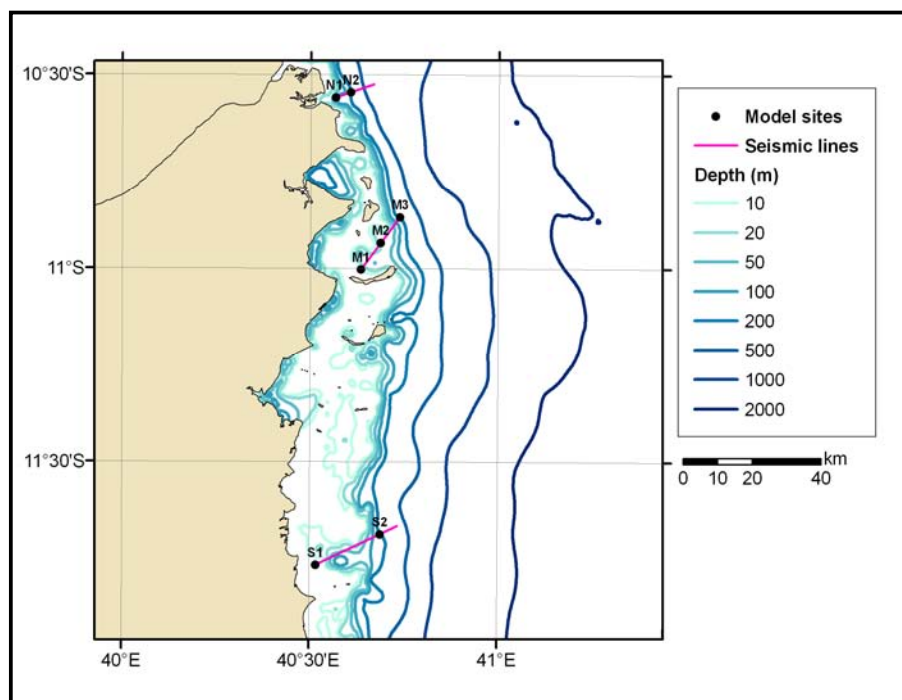 10°30'S
11°S
11°30'S
40°E
40°30'E
41°E
N1 N2
M3
M2
M1
S2
S1
Model sites
Seismic lines
Depth (m)
10
20
50
100
200
500
1000
2000
km
0 10 20 40